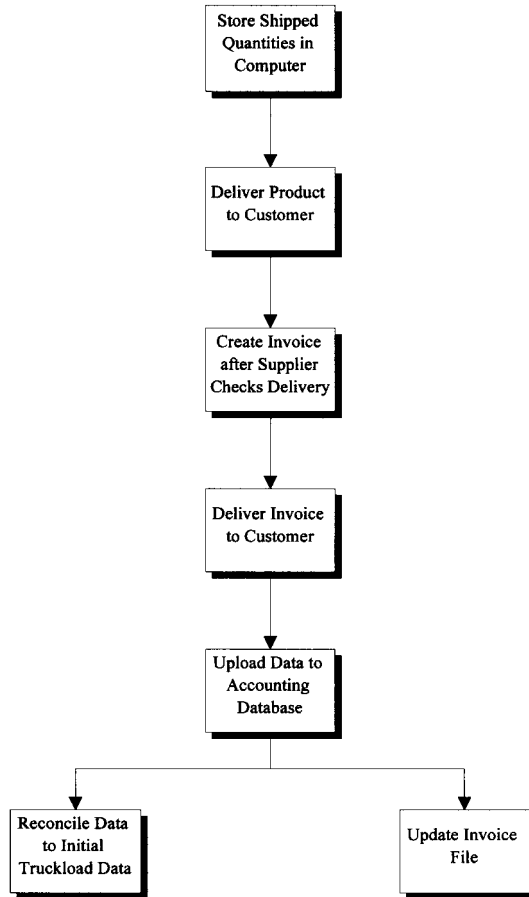 Store Shipped
Quantities in
Computer
Deliver Product
to Customer
Create Invoice
after Supplier
Checks Delivery
Deliver Invoice
to Customer
Upload Data to
Accounting
Database
Reconcile Data
to Initial
Truckload Data
Update Invoice
File